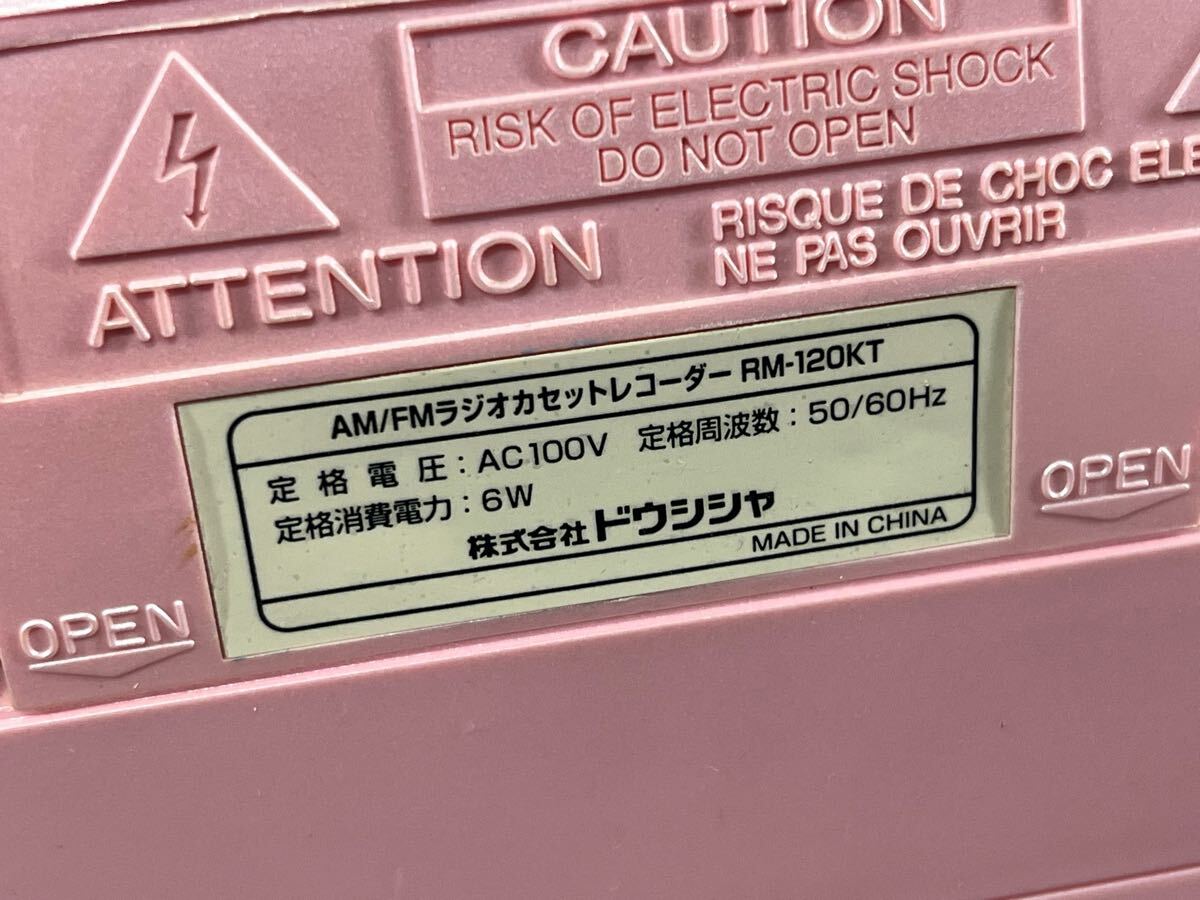 CAUTION
RISK OF ELECTRIC SHOCK
DO NOT OPEN
ATTENTION
RISQUE DE CHOC
NE PAS OUVRIR
AM/FMラジオカセットレコーダー RM-120KT
定格電圧：AC100V 定格周波数：50/60Hz
定格消費電力：6W
株式会社ドウシシャ
MADE IN CHINA
OPEN
OPEN